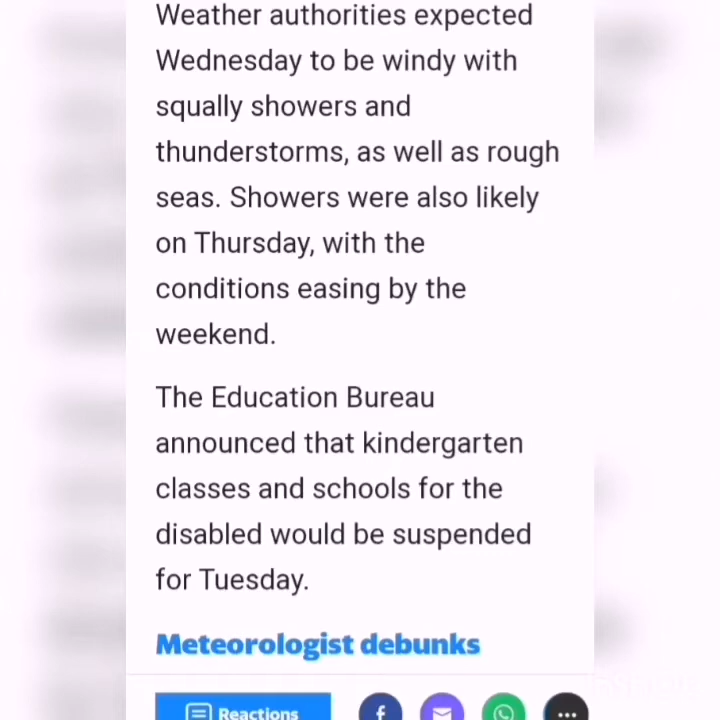 Weather authorities expected
Wednesday to be windy with
squally showers and
thunderstorms, as well as rough
seas. Showers were also likely
on Thursday, with the
conditions easing by the
weekend.
The Education Bureau
announced that kindergarten
classes and schools for the
disabled would be suspended
for Tuesday.
Meteorologist debunks
Reactions